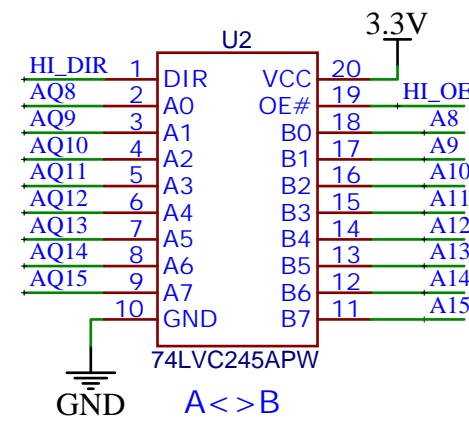 3.3V
U2
HI_DIR 1 DIR VCC 20
AQ8 2 A0 OE# 19 HI_OE
AQ9 3 A1 B0 18 A8
AQ10 4 A2 B1 17 A9
AQ11 5 A3 B2 16 A10
AQ12 6 A4 B3 15 A11
AQ13 7 A5 B4 14 A12
AQ14 8 A6 B5 13 A13
AQ15 9 A7 B6 12 A14
10 GND B7 11 A15
74LVC245APW
GND A<>B